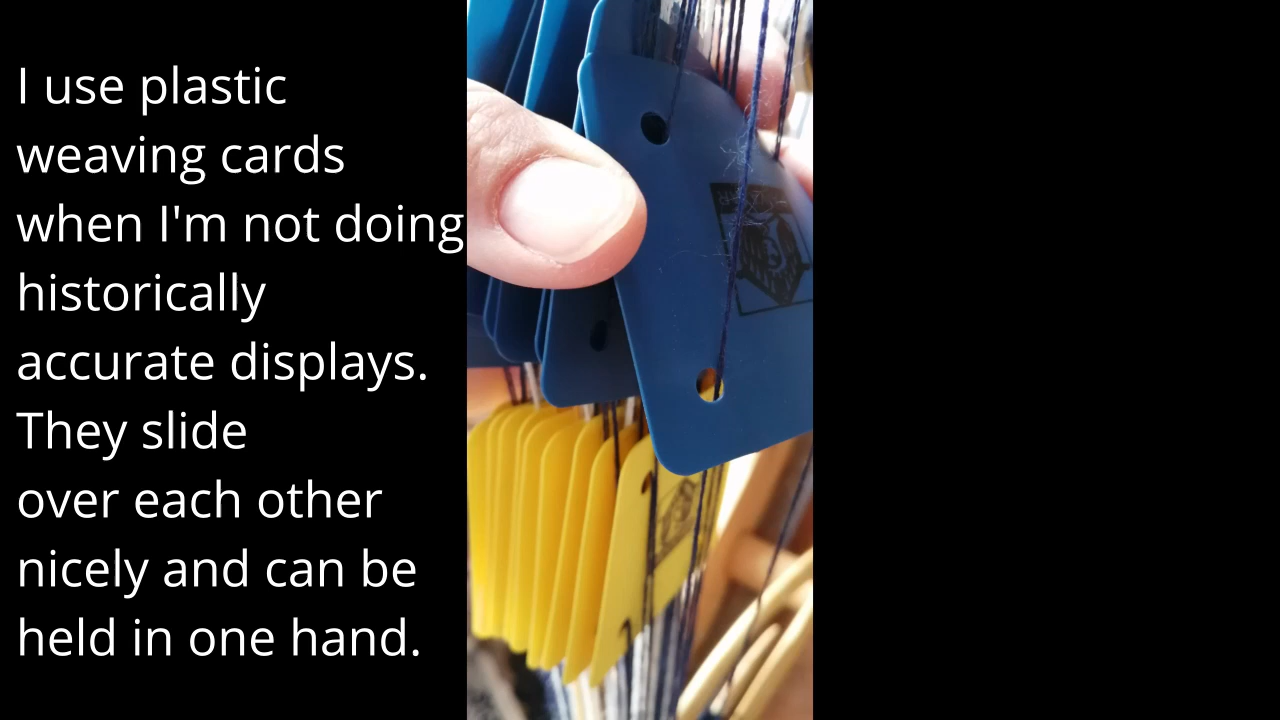 I use plastic
weaving cards
when I'm not doing
historically
accurate displays.
They slide
over each other
nicely and can be
held in one hand.